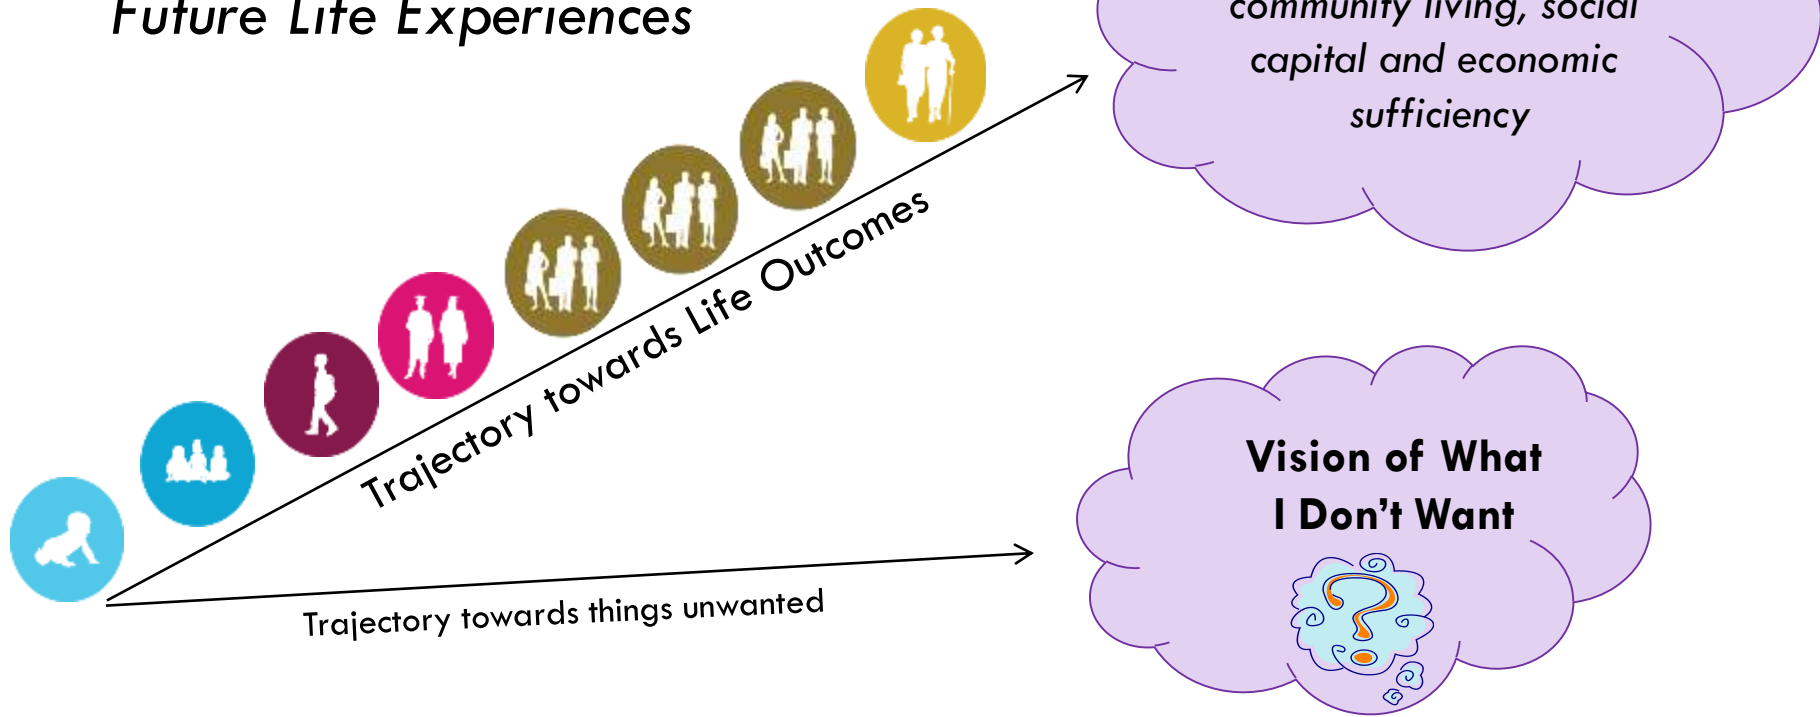 Future Life Experiences
community living, social
capital and economic
sufficiency
Trajectory towards Life Outcomes
Vision of What
I Don't Want
Trajectory towards things unwanted
?